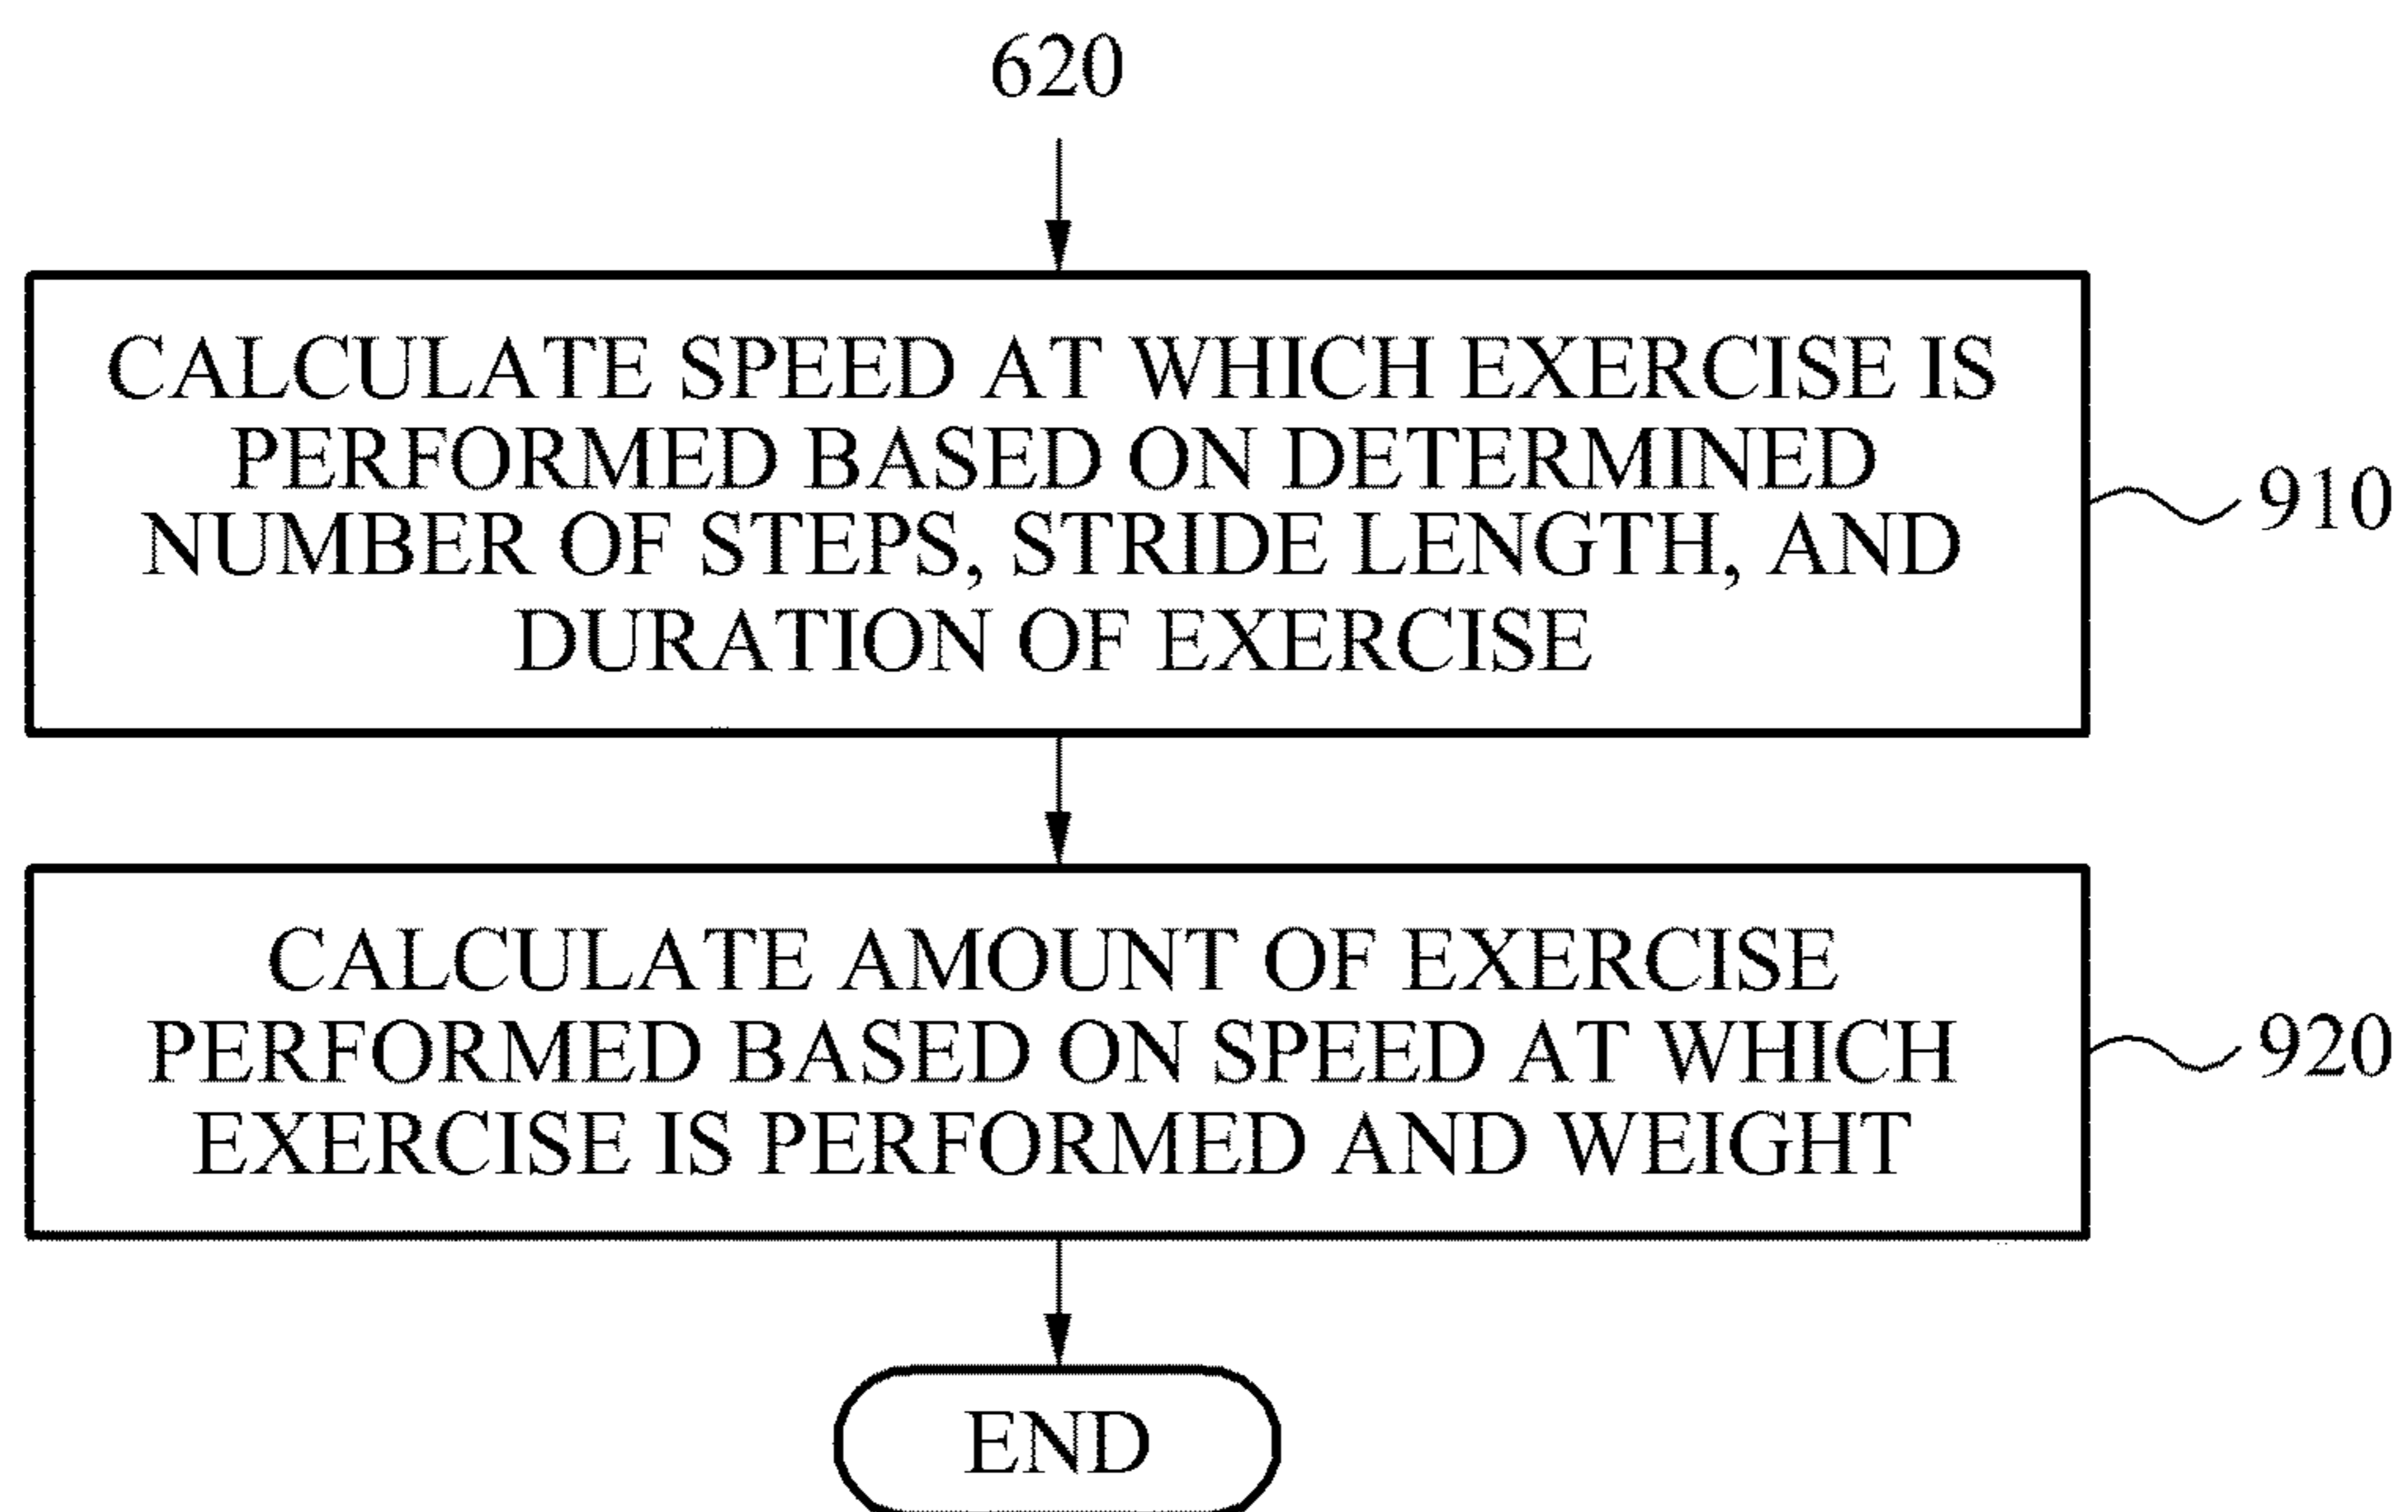 620
CALCULATE SPEED AT WHICH EXERCISE IS
PERFORMED BASED ON DETERMINED
NUMBER OF STEPS, STRIDE LENGTH, AND
DURATION OF EXERCISE
910
CALCULATE AMOUNT OF EXERCISE
PERFORMED BASED ON SPEED AT WHICH
EXERCISE IS PERFORMED AND WEIGHT
920
END